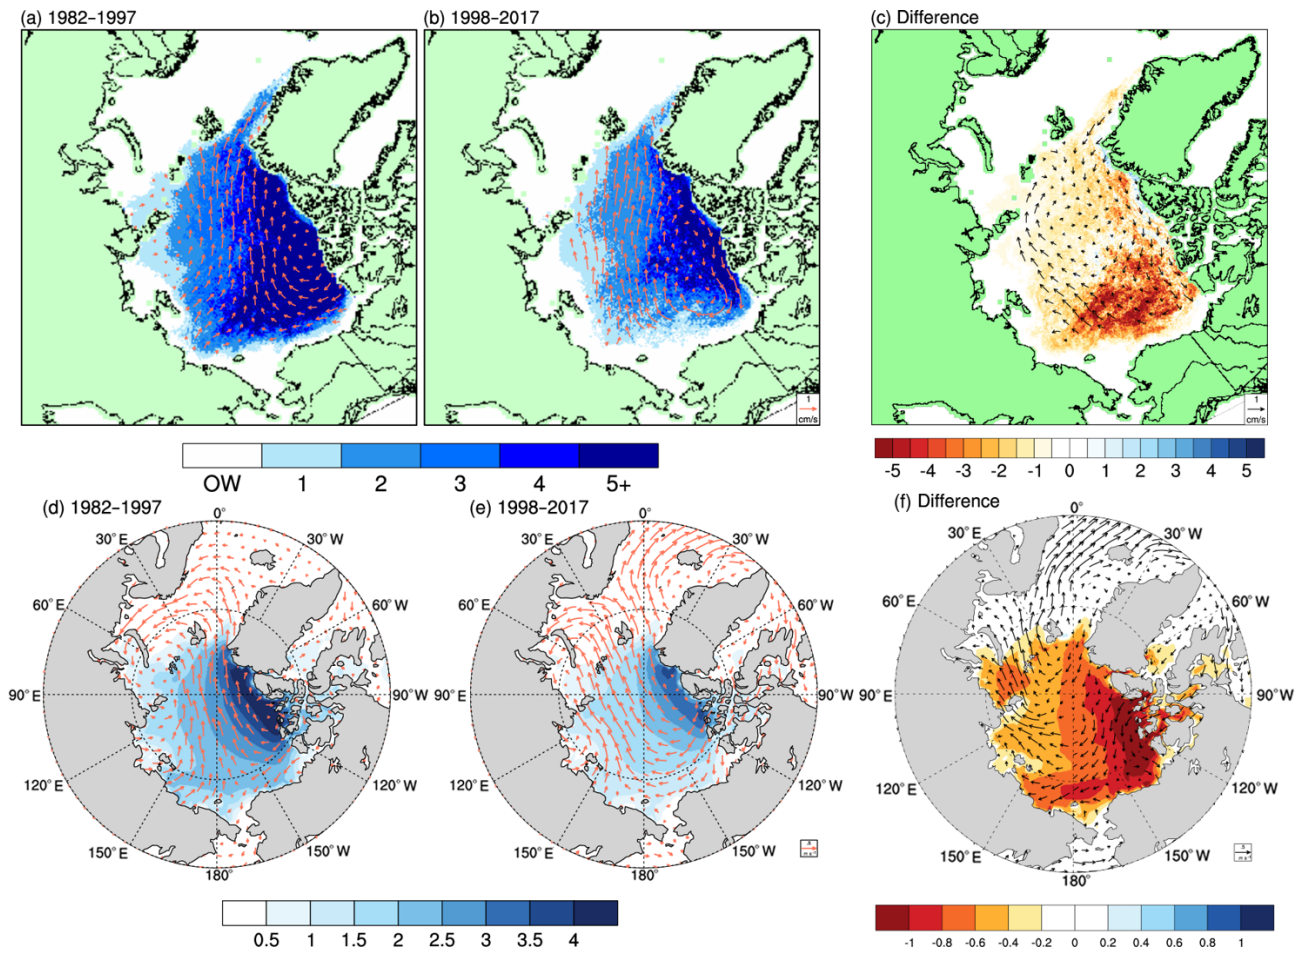 (a) 1982–1997
(b) 1998–2017
(c) Difference
1
cm/s
1
cm/s
OW 1 2 3 4 5+
-5 -4 -3 -2 -1 0 1 2 3 4 5
(d) 1982–1997
(e) 1998–2017
(f) Difference
0°
30° E
30° W
60° E
60° W
90° E
90° W
120° E
120° W
150° E
150° W
180°
0°
30° E
30° W
60° E
60° W
90° E
90° W
120° E
120° W
150° E
150° W
180°
0°
30° E
30° W
60° E
60° W
90° E
90° W
120° E
120° W
150° E
150° W
180°
0.5 1 1.5 2 2.5 3 3.5 4
-1 -0.8 -0.6 -0.4 -0.2 0 0.2 0.4 0.6 0.8 1